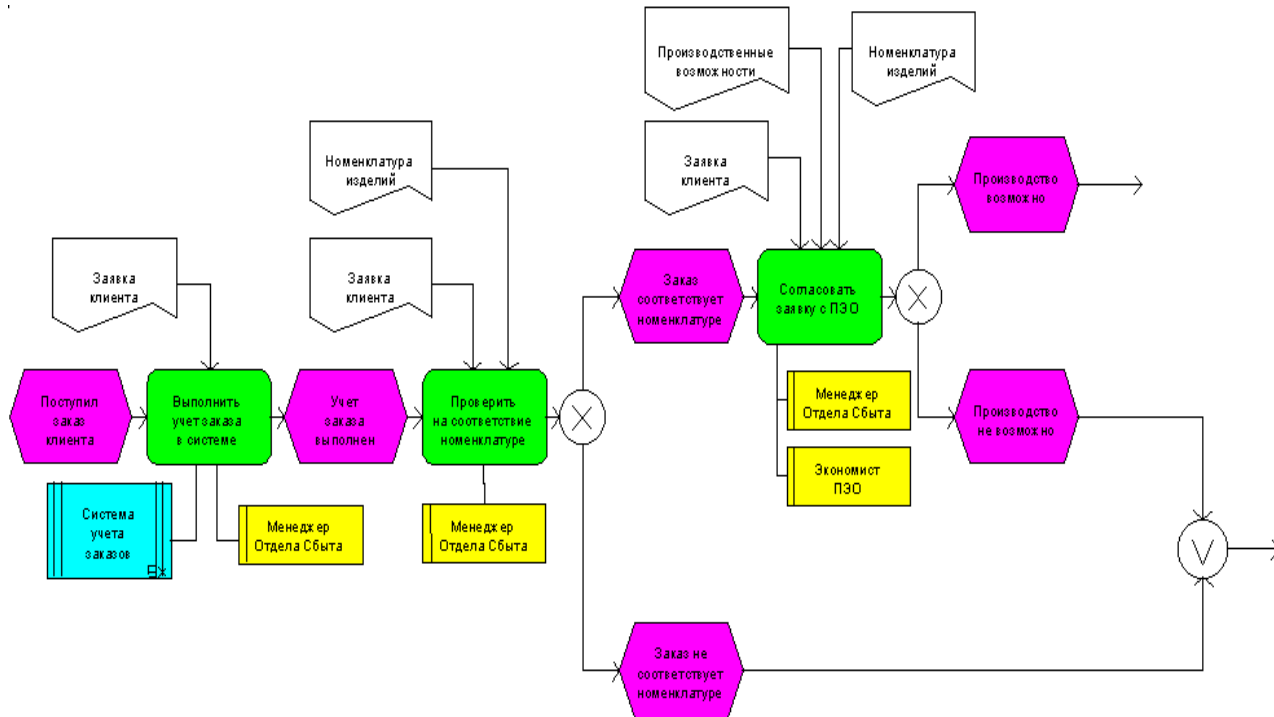 Производственные
возможности
Номенклатура
изделий
Номенклатура
изделий
Заявка
клиента
Производство
возможно
Заявка
клиента
Заявка
клиента
Заказ
соответствует
номенклатуре
Согласовать
заявку с ПЭО
X
Поступил
заказ
клиента
Выполнить
учет заказа
в системе
Учет
заказа
выполнен
Проверить
на соответствие
номенклатуре
X
Менеджер
Отдела Сбыта
Производство
не возможно
Экономист
ПЭО
Система
учета
заказов
Менеджер
Отдела Сбыта
Менеджер
Отдела Сбыта
V
Заказ не
соответствует
номенклатуре